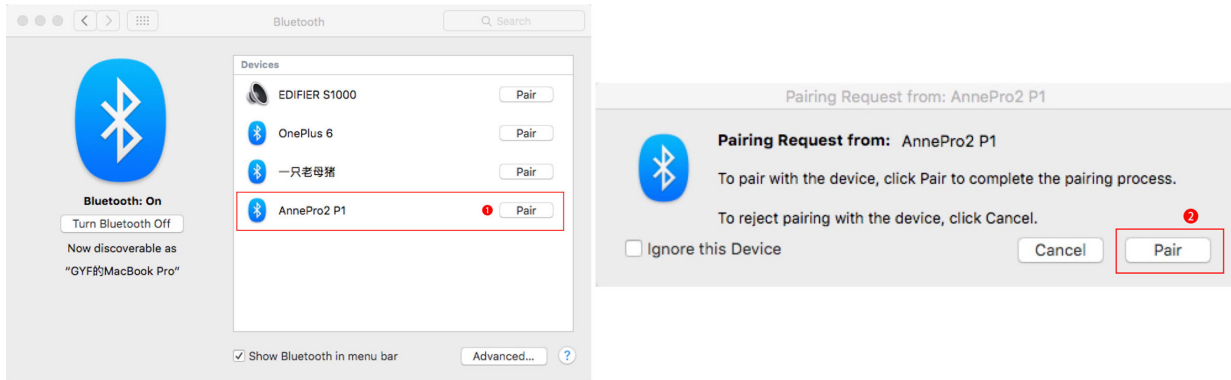 Bluetooth
Search
Devices
EDIFIER S1000
Pair
OnePlus 6
Pair
一只老母猪
Pair
AnnePro2 P1
1
Pair
Bluetooth: On
Turn Bluetooth Off
Now discoverable as
“GYF的MacBook Pro”
Show Bluetooth in menu bar
Advanced...
?
Pairing Request from: AnnePro2 P1
Pairing Request from: AnnePro2 P1
To pair with the device, click Pair to complete the pairing process.
To reject pairing with the device, click Cancel.
2
Ignore this Device
Cancel
Pair